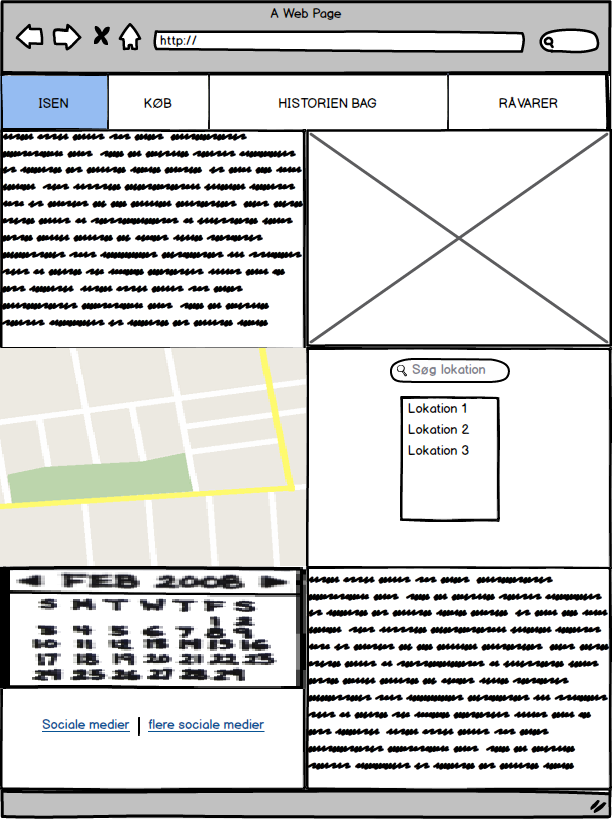 A Web Page
http://
ISEN KØB HISTORIEN BAG RÅVARER
Søg lokation
Lokation 1
Lokation 2
Lokation 3
FEB 2008
S M T W T F S
1 2
3 4 5 6 7 8 9
10 11 12 13 14 15 16
17 18 19 20 21 22 23
24 25 26 27 28 29
Sociale medier flere sociale medier